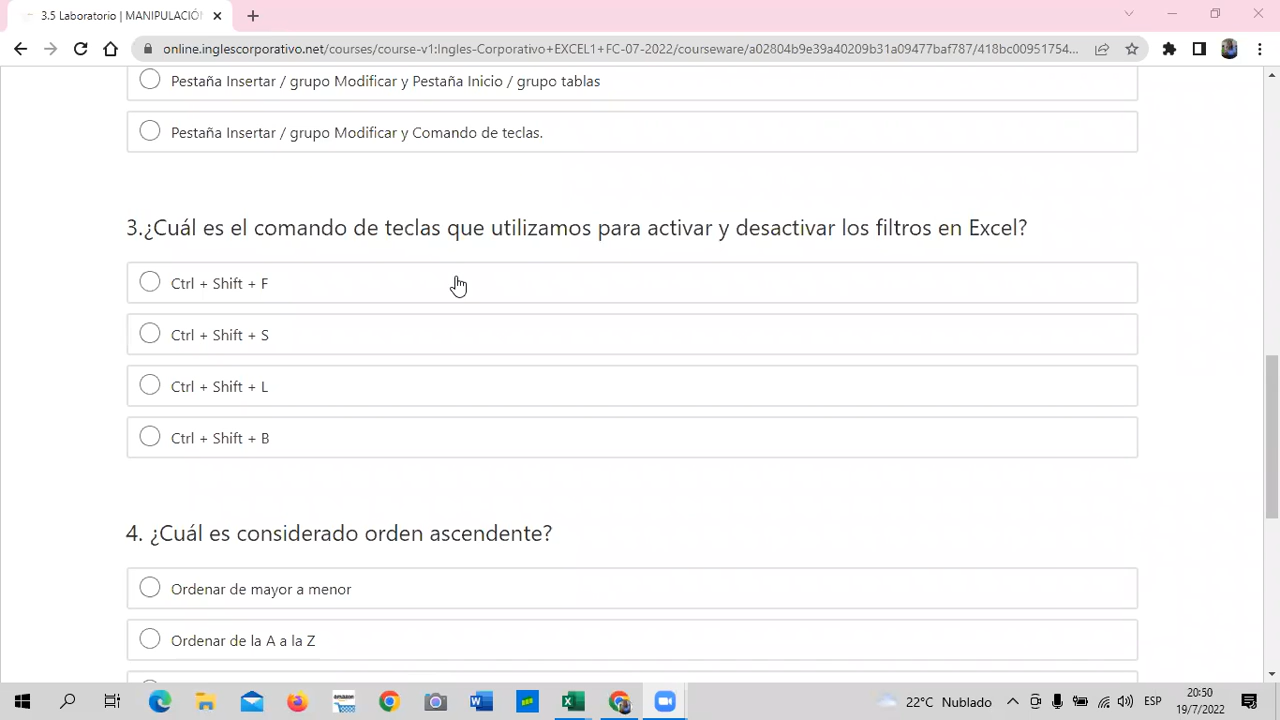 3.5 Laboratorio | MANIPULACIÓN
online.inglescorporativo.net/courses/course-v1:Ingles-Corporativo+EXCEL1+FC-07-2022/courseware/a02804b9e39a40209b31a09477baf787/418bc00951754...
Pestaña Insertar / grupo Modificar y Pestaña Inicio / grupo tablas
Pestaña Insertar / grupo Modificar y Comando de teclas.
3.¿Cuál es el comando de teclas que utilizamos para activar y desactivar los filtros en Excel?
Ctrl + Shift + F
Ctrl + Shift + S
Ctrl + Shift + L
Ctrl + Shift + B
4. ¿Cuál es considerado orden ascendente?
Ordenar de mayor a menor
Ordenar de la A a la Z
amazon
22°C Nublado
ESP
20:50
19/7/2022